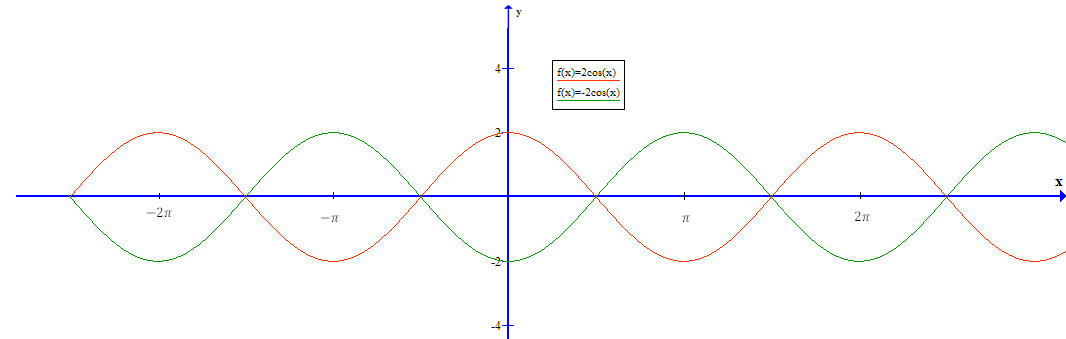 y
4
f(x)=2cos(x)
f(x)=-2cos(x)
2
x
−2π
−π
π
2π
-2
-4